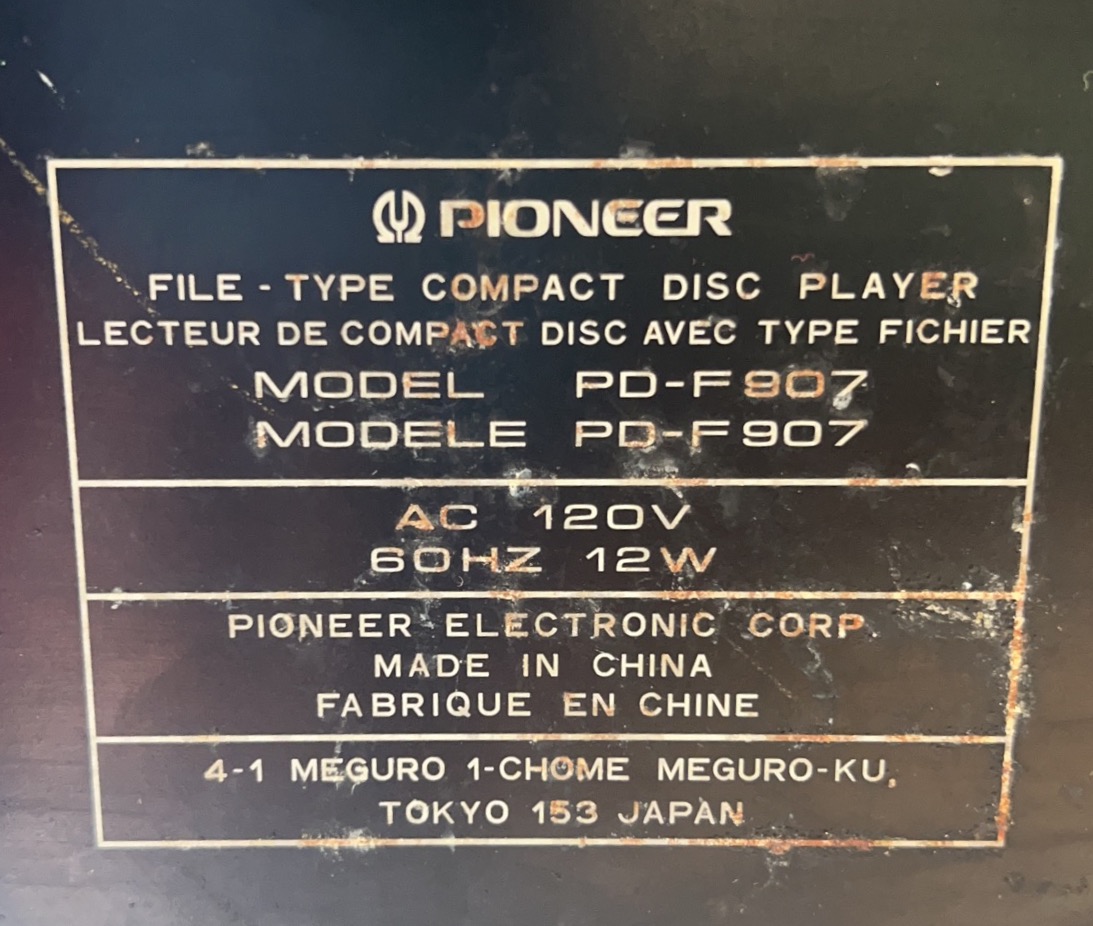 PIONEER
FILE-TYPE COMPACT DISC PLAYER
LECTEUR DE COMPACT DISC AVEC TYPE FICHIER
MODEL PD-F907
MODELE PD-F907
AC 120V
60HZ 12W
PIONEER ELECTRONIC CORP
MADE IN CHINA
FABRIQUE EN CHINE
4-1 MEGURO 1-CHOME MEGURO-KU,
TOKYO 153 JAPAN